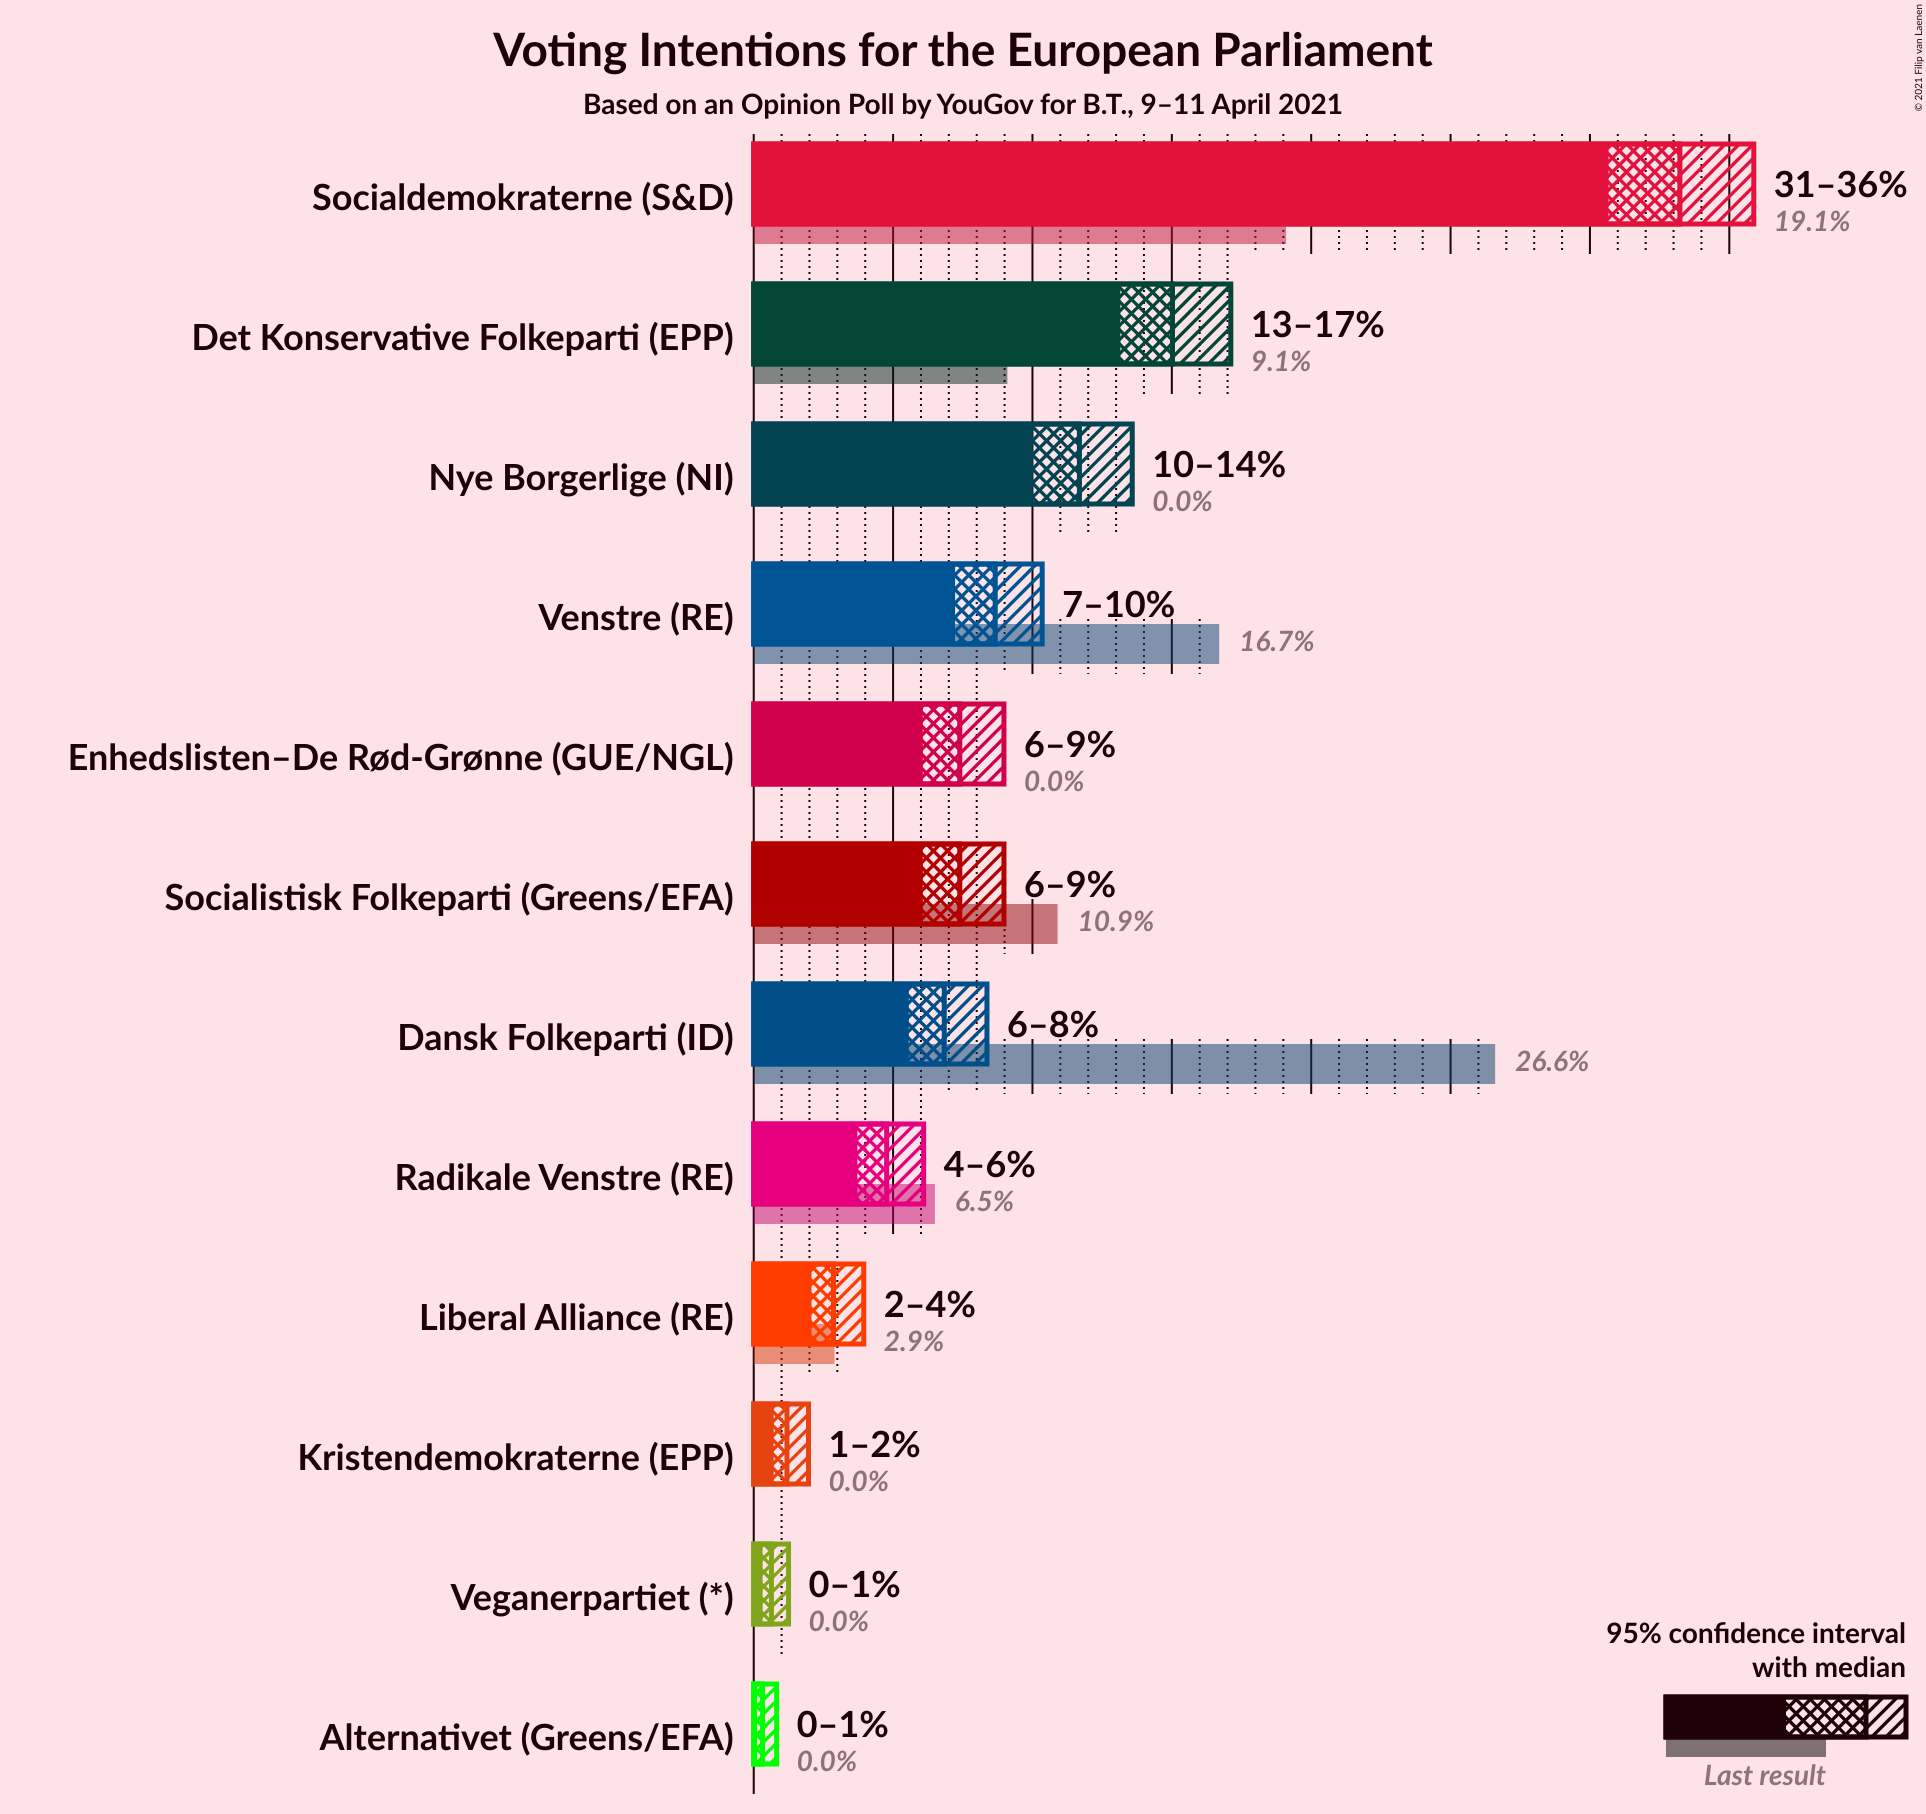 © 2021 Filip van Laenen
Voting Intentions for the European Parliament
Based on an Opinion Poll by YouGov for B.T., 9–11 April 2021
Socialdemokraterne (S&D)
31–36%
19.1%
Det Konservative Folkeparti (EPP)
13–17%
9.1%
Nye Borgerlige (NI)
10–14%
0.0%
Venstre (RE)
7–10%
16.7%
Enhedslisten–De Rød-Grønne (GUE/NGL)
6–9%
0.0%
Socialistisk Folkeparti (Greens/EFA)
6–9%
10.9%
Dansk Folkeparti (ID)
6–8%
26.6%
Radikale Venstre (RE)
4–6%
6.5%
Liberal Alliance (RE)
2–4%
2.9%
Kristendemokraterne (EPP)
1–2%
0.0%
Veganerpartiet (*)
0–1%
0.0%
Alternativet (Greens/EFA)
0–1%
0.0%
95% confidence interval
with median
Last result